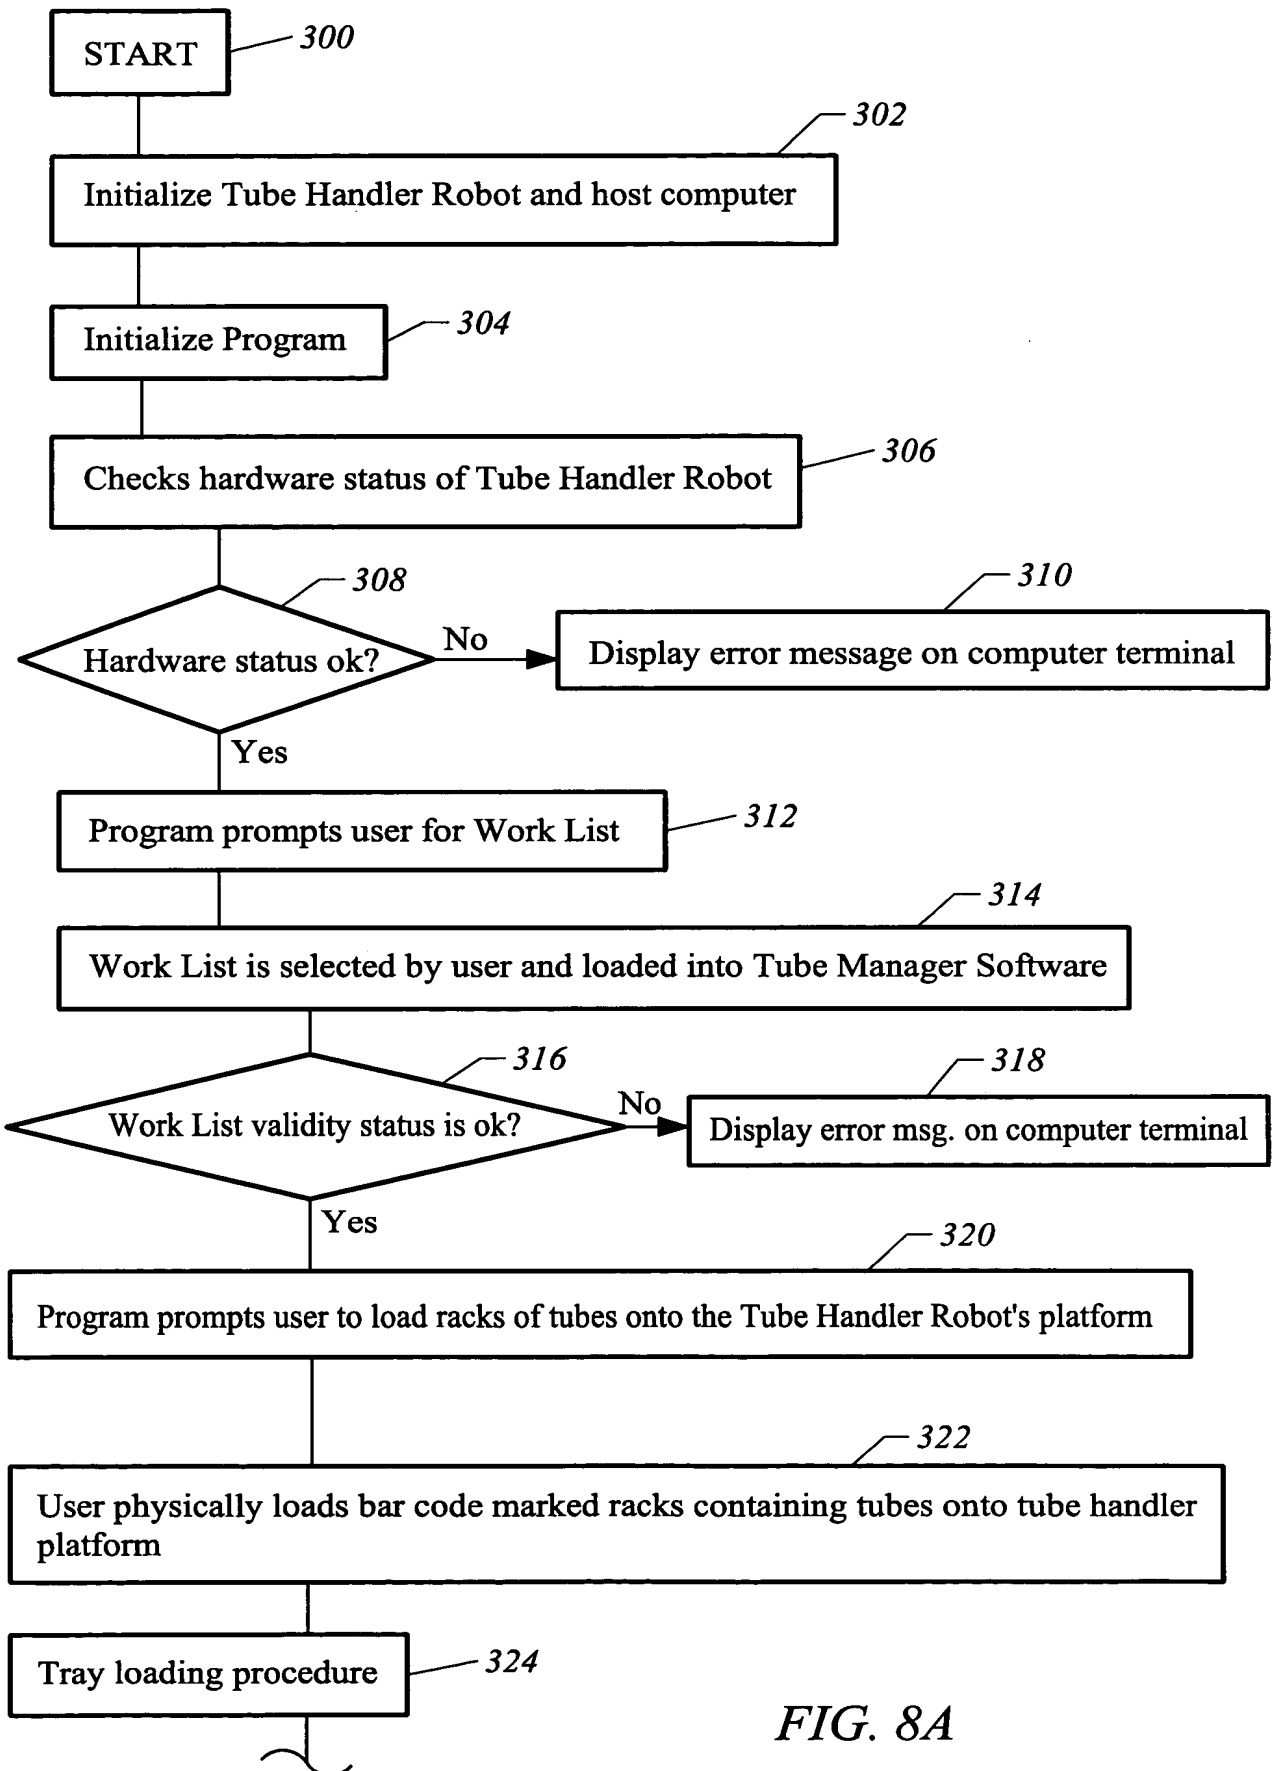 START
300
302
Initialize Tube Handler Robot and host computer
304
Initialize Program
306
Checks hardware status of Tube Handler Robot
308
Hardware status ok?
No
310
Display error message on computer terminal
Yes
312
Program prompts user for Work List
314
Work List is selected by user and loaded into Tube Manager Software
316
Work List validity status is ok?
No
318
Display error msg. on computer terminal
Yes
320
Program prompts user to load racks of tubes onto the Tube Handler Robot's platform
322
User physically loads bar code marked racks containing tubes onto tube handler
platform
324
Tray loading procedure
FIG. 8A